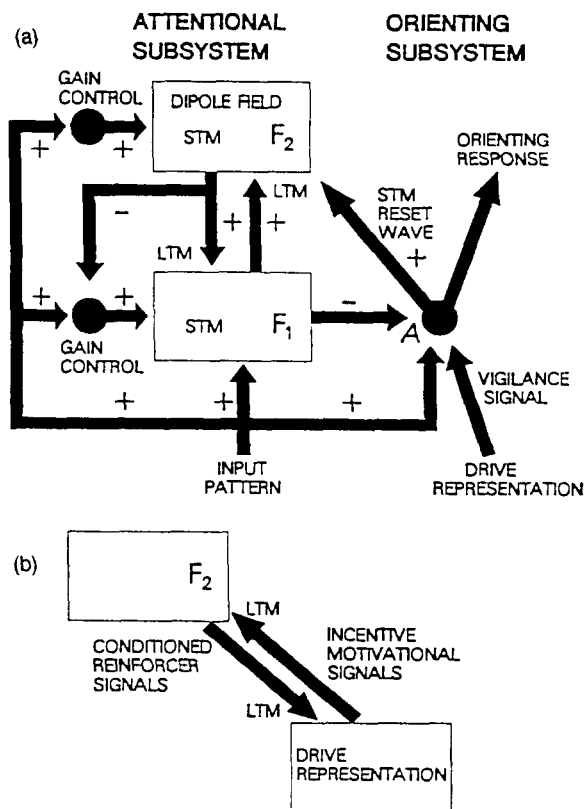 (a)
ATTENTIONAL
SUBSYSTEM
ORIENTING
SUBSYSTEM
GAIN
CONTROL
+
+
DIPOLE FIELD
STM F₂
ORIENTING
RESPONSE
LTM
STM
RESET
WAVE
+
−
+
+
LTM
+
+
STM F₁
−
A
GAIN
CONTROL
VIGILANCE
SIGNAL
+
+
+
INPUT
PATTERN
DRIVE
REPRESENTATION
(b)
F₂
LTM
CONDITIONED
REINFORCER
SIGNALS
INCENTIVE
MOTIVATIONAL
SIGNALS
LTM
DRIVE
REPRESENTATION